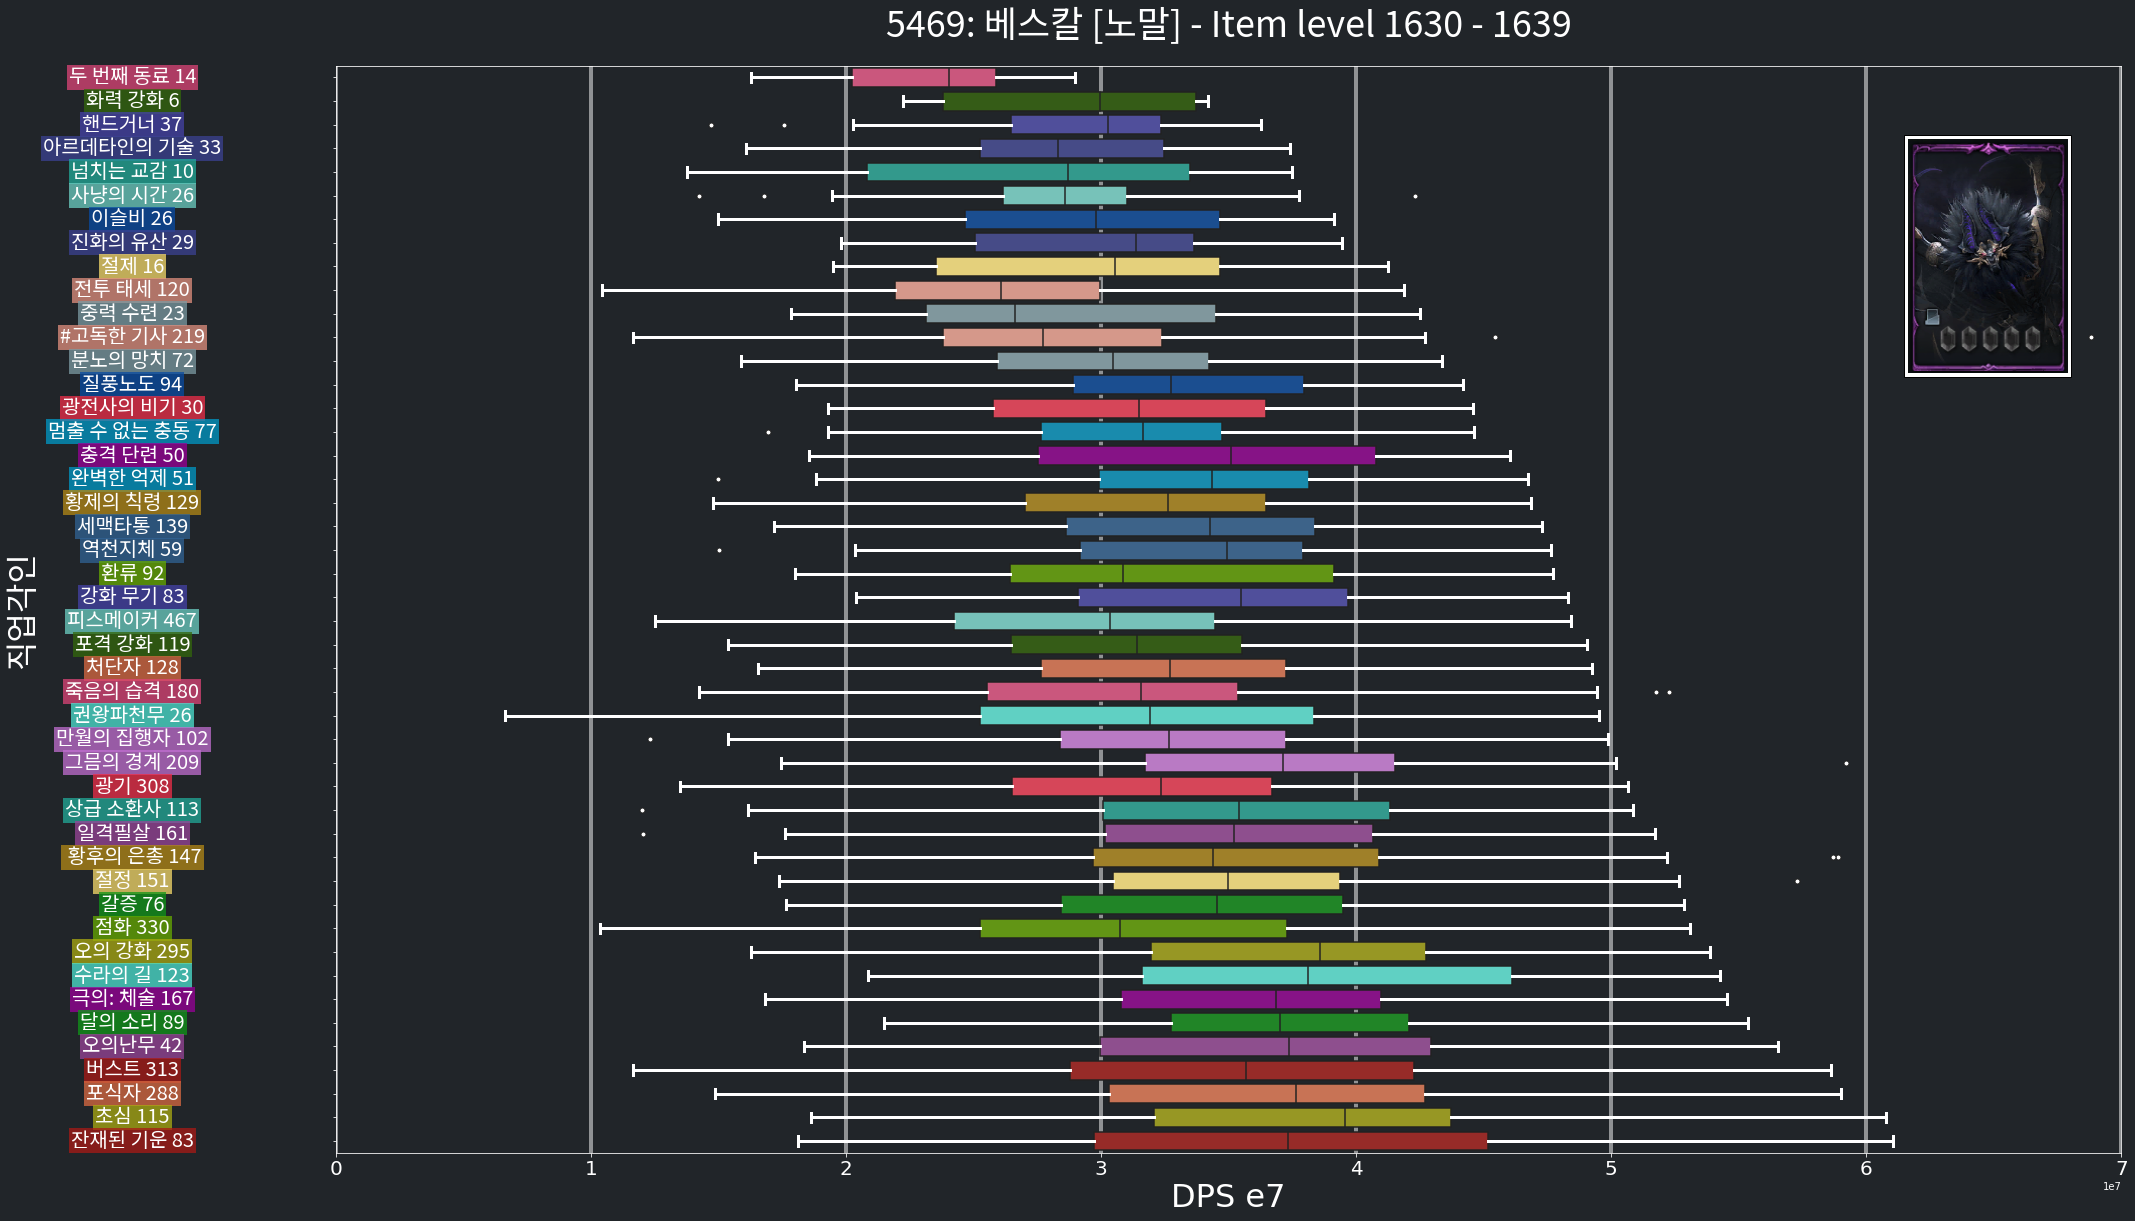 5469: 베스칼 [노말] - Item level 1630 - 1639
직업각인
두 번째 동료 14
화력 강화 6
핸드거너 37
아르데타인의 기술 33
넘치는 교감 10
사냥의 시간 26
이슬비 26
진화의 유산 29
절제 16
전투 태세 120
중력 수련 23
#고독한 기사 219
분노의 망치 72
질풍노도 94
광전사의 비기 30
멈출 수 없는 충동 77
충격 단련 50
완벽한 억제 51
황제의 칙령 129
세맥타통 139
역천지체 59
환류 92
강화 무기 83
피스메이커 467
포격 강화 119
처단자 128
죽음의 습격 180
권왕파천무 26
만월의 집행자 102
그믐의 경계 209
광기 308
상급 소환사 113
일격필살 161
황후의 은총 147
절정 151
갈증 76
점화 330
오의 강화 295
수라의 길 123
극의: 체술 167
달의 소리 89
오의난무 42
버스트 313
포식자 288
초심 115
잔재된 기운 83
0 1 2 3 4 5 6 7
1e7
DPS e7